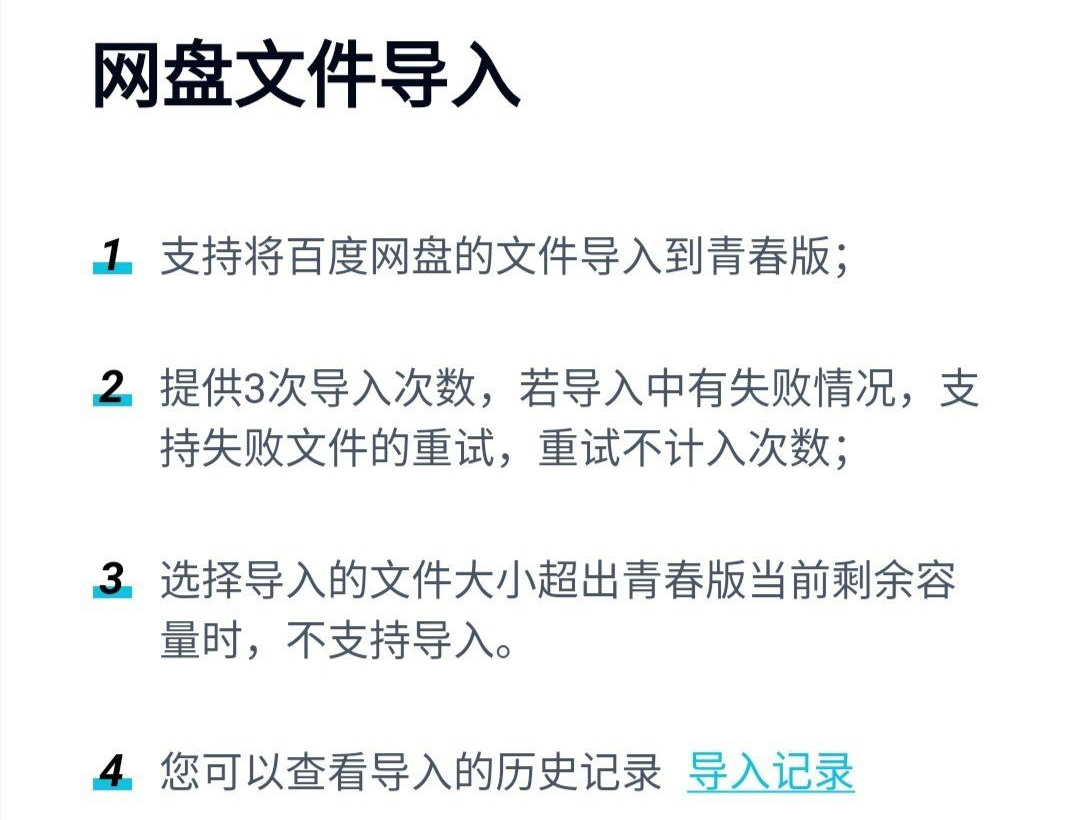 网盘文件导入
1 支持将百度网盘的文件导入到青春版；
2 提供3次导入次数，若导入中有失败情况，支
持失败文件的重试，重试不计入次数；
3 选择导入的文件大小超出青春版当前剩余容
量时，不支持导入。
4 您可以查看导入的历史记录 导入记录